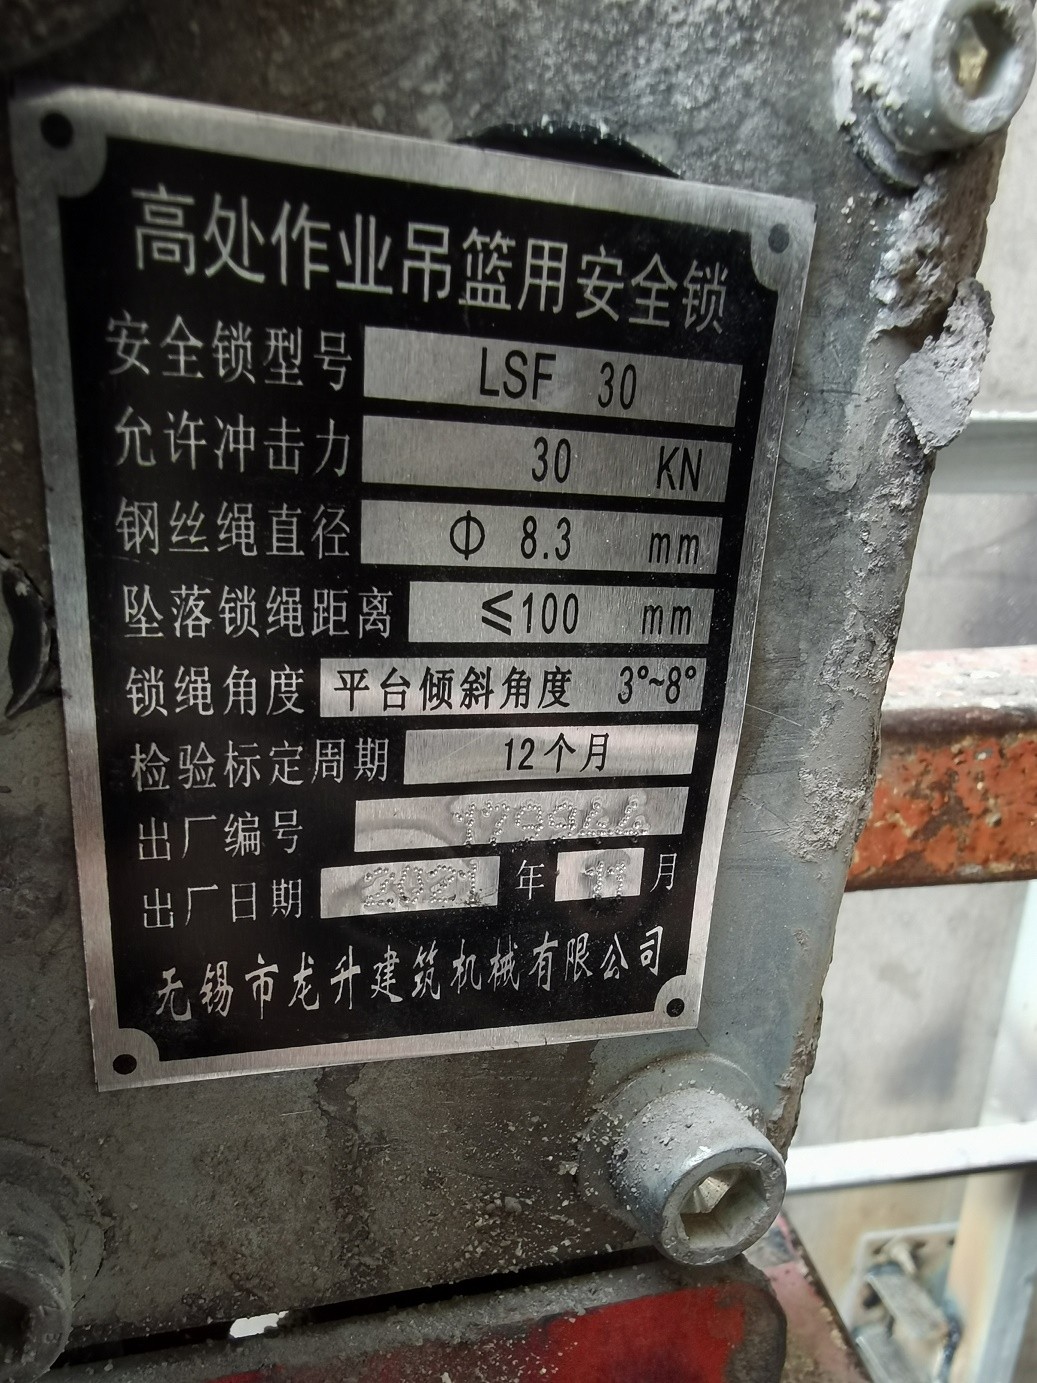 高处作业吊篮用安全锁
安全锁型号 LSF 30
允许冲击力 30 KN
钢丝绳直径 Φ 8.3 mm
坠落锁绳距离 ≤100 mm
锁绳角度 平台倾斜角度 3°~8°
检验标定周期 12个月
出厂编号
出厂日期 2021 年 11 月
无锡市龙升建筑机械有限公司